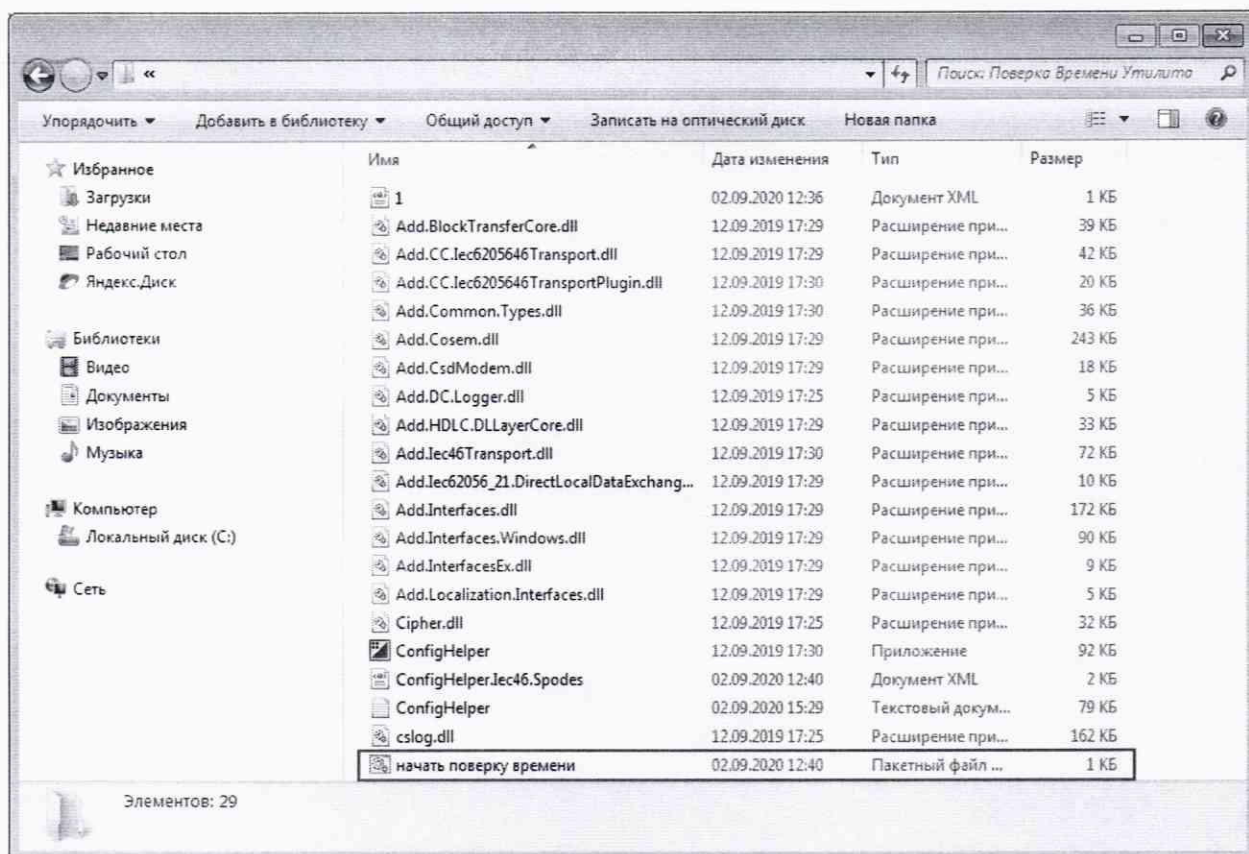 «
Поиск: Поверка Времени Утилита
Упорядочить Добавить в библиотеку Общий доступ Записать на оптический диск Новая папка
Избранное
Загрузки
Недавние места
Рабочий стол
Яндекс.Диск
Библиотеки
Видео
Документы
Изображения
Музыка
Компьютер
Локальный диск (C:)
Сеть
Имя Дата изменения Тип Размер
1 02.09.2020 12:36 Документ XML 1 КБ
Add.BlockTransferCore.dll 12.09.2019 17:29 Расширение при... 39 КБ
Add.CC.Iec6205646Transport.dll 12.09.2019 17:29 Расширение при... 42 КБ
Add.CC.Iec6205646TransportPlugin.dll 12.09.2019 17:30 Расширение при... 20 КБ
Add.Common.Types.dll 12.09.2019 17:30 Расширение при... 36 КБ
Add.Cosem.dll 12.09.2019 17:29 Расширение при... 243 КБ
Add.CsdModem.dll 12.09.2019 17:29 Расширение при... 18 КБ
Add.DC.Logger.dll 12.09.2019 17:25 Расширение при... 5 КБ
Add.HDLC.DLLayerCore.dll 12.09.2019 17:29 Расширение при... 33 КБ
Add.Iec46Transport.dll 12.09.2019 17:30 Расширение при... 72 КБ
Add.Iec62056_21.DirectLocalDataExchang... 12.09.2019 17:29 Расширение при... 10 КБ
Add.Interfaces.dll 12.09.2019 17:29 Расширение при... 172 КБ
Add.Interfaces.Windows.dll 12.09.2019 17:29 Расширение при... 90 КБ
Add.InterfacesEx.dll 12.09.2019 17:29 Расширение при... 9 КБ
Add.Localization.Interfaces.dll 12.09.2019 17:29 Расширение при... 5 КБ
Cipher.dll 12.09.2019 17:25 Расширение при... 32 КБ
ConfigHelper 12.09.2019 17:30 Приложение 92 КБ
ConfigHelper.Iec46.Spodes 02.09.2020 12:40 Документ XML 2 КБ
ConfigHelper 02.09.2020 15:29 Текстовый докум... 79 КБ
cslog.dll 12.09.2019 17:25 Расширение при... 162 КБ
начать поверку времени 02.09.2020 12:40 Пакетный файл ... 1 КБ
Элементов: 29